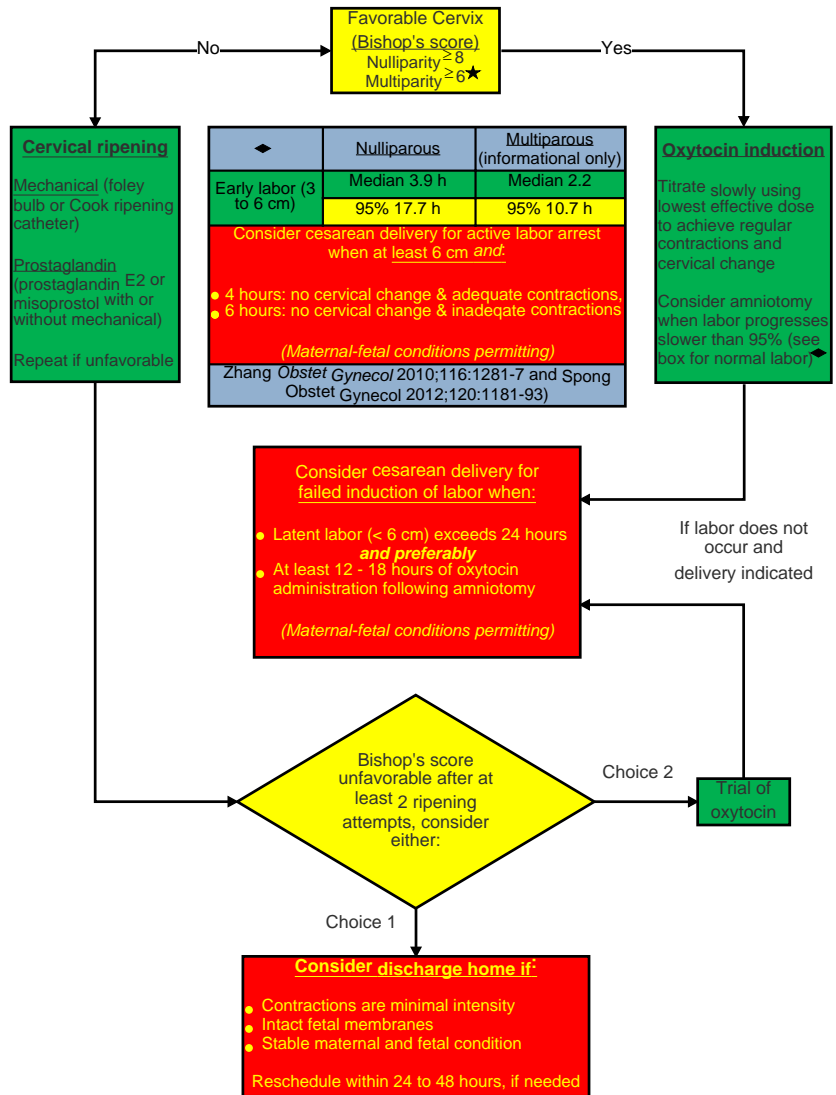 Favorable Cervix
(Bishop's score)
Nulliparity ≥8
Multiparity ≥6★
No
Yes
Cervical ripening
Mechanical (foley
bulb or Cook ripening
catheter)
Prostaglandin
(prostaglandin E2 or
misoprostol with or
without mechanical)
Repeat if unfavorable
◆ Nulliparous Multiparous
(informational only)
Early labor (3
to 6 cm)
Median 3.9 h Median 2.2
95% 17.7 h 95% 10.7 h
Consider cesarean delivery for active labor arrest
when at least 6 cm and:
• 4 hours: no cervical change & adequate contractions,
• 6 hours: no cervical change & inadeqate contractions
(Maternal-fetal conditions permitting)
Zhang Obstet Gynecol 2010;116:1281-7 and Spong
Obstet Gynecol 2012;120:1181-93)
Oxytocin induction
Titrate slowly using
lowest effective dose
to achieve regular
contractions and
cervical change
Consider amniotomy
when labor progresses
slower than 95% (see
box for normal labor)◆
Consider cesarean delivery for
failed induction of labor when:
• Latent labor (< 6 cm) exceeds 24 hours
and preferably
• At least 12 - 18 hours of oxytocin
administration following amniotomy
(Maternal-fetal conditions permitting)
If labor does not
occur and
delivery indicated
Bishop's score
unfavorable after at
least 2 ripening
attempts, consider
either:
Choice 2
Trial of
oxytocin
Choice 1
Consider discharge home if:
• Contractions are minimal intensity
• Intact fetal membranes
• Stable maternal and fetal condition
Reschedule within 24 to 48 hours, if needed